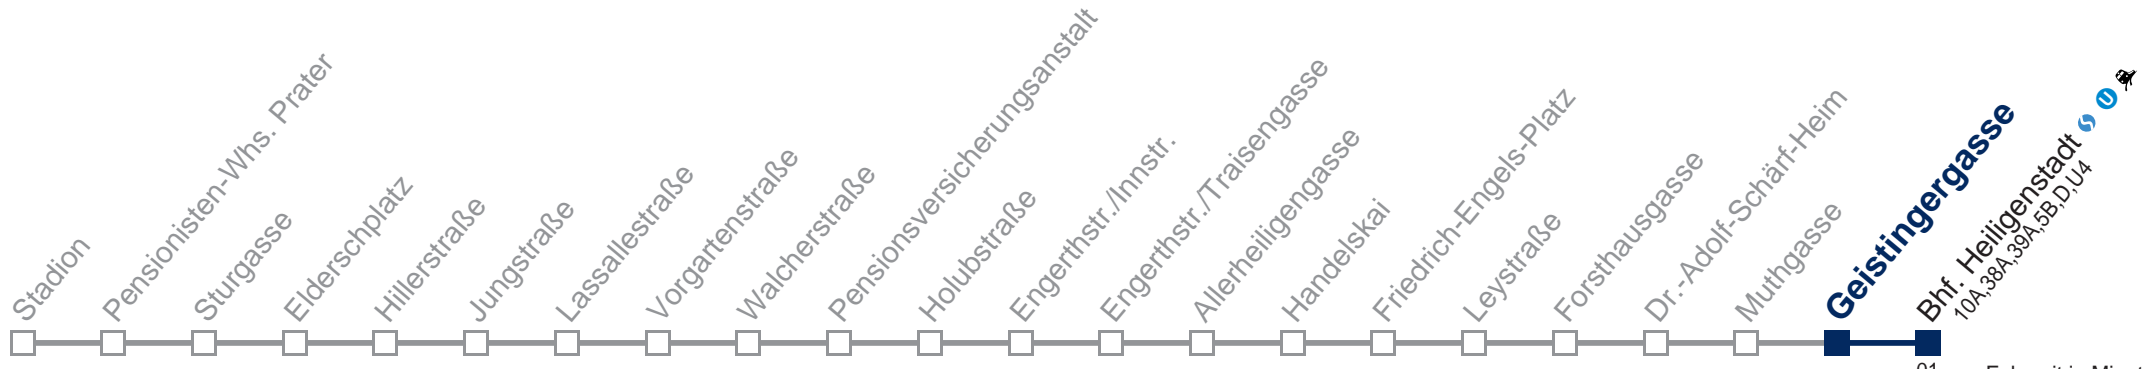 Stadion
Pensionisten-Whs. Prater
Sturgasse
Elderschplatz
Hillerstraße
Jungstraße
Lassallestraße
Vorgartenstraße
Walcherstraße
Pensionsversicherungsanstalt
Holubstraße
Engerthstr./Innstr.
Engerthstr./Traisengasse
Allerheiligengasse
Handelskai
Friedrich-Engels-Platz
Leystraße
Forsthausgasse
Dr.-Adolf-Schärf-Heim
Muthgasse
Geistingergasse
Bhf. Heiligenstadt S U
10A,38A,39A,5B,D,U4